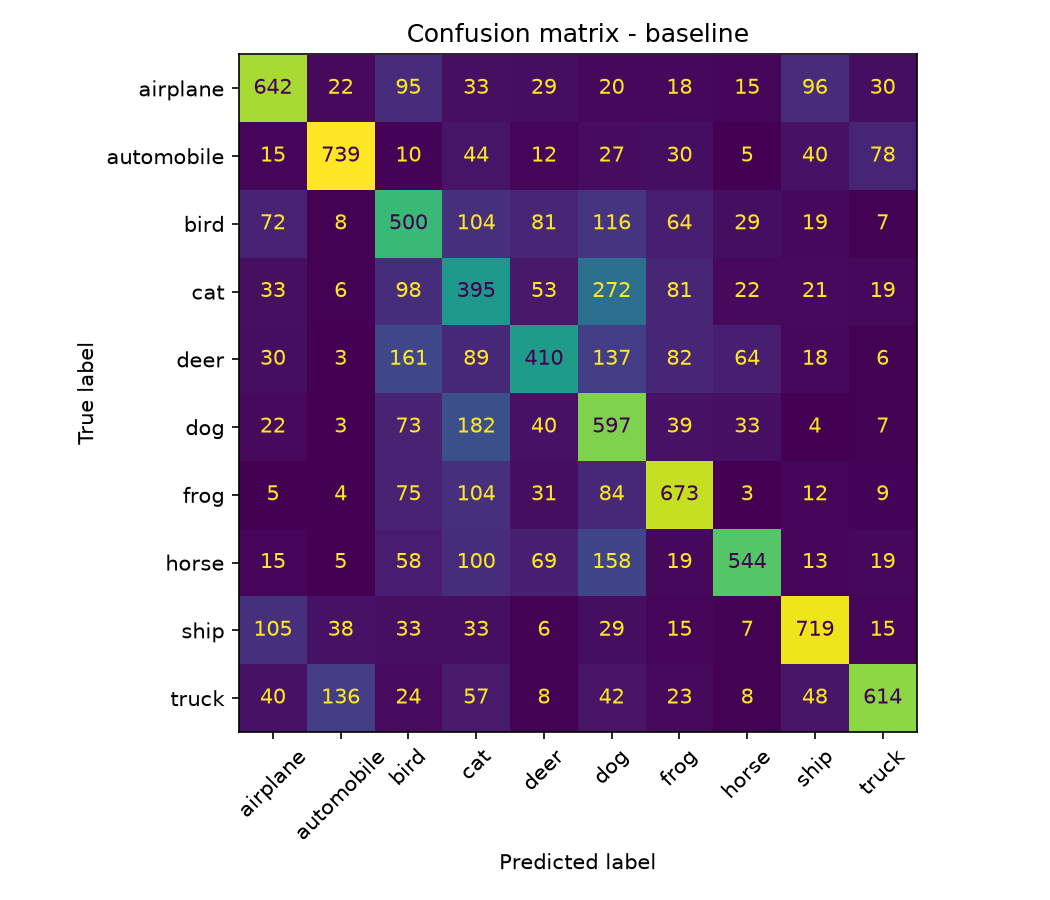 Confusion matrix - baseline
airplane 642 22 95 33 29 20 18 15 96 30
automobile 15 739 10 44 12 27 30 5 40 78
bird 72 8 500 104 81 116 64 29 19 7
cat 33 6 98 395 53 272 81 22 21 19
deer 30 3 161 89 410 137 82 64 18 6
dog 22 3 73 182 40 597 39 33 4 7
frog 5 4 75 104 31 84 673 3 12 9
horse 15 5 58 100 69 158 19 544 13 19
ship 105 38 33 33 6 29 15 7 719 15
truck 40 136 24 57 8 42 23 8 48 614
True label
airplane automobile bird cat deer dog frog horse ship truck
Predicted label